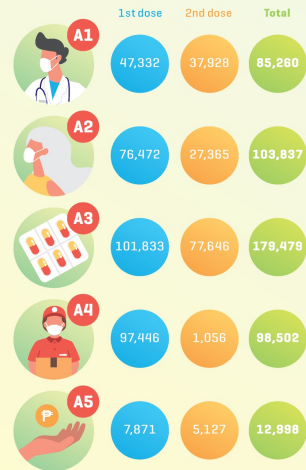 1st dose 2nd dose Total
A1
47,332 37,928 85,260
A2
76,472 27,365 103,837
A3
101,833 77,646 179,479
A4
97,446 1,056 98,502
A5
₱
7,871 5,127 12,998